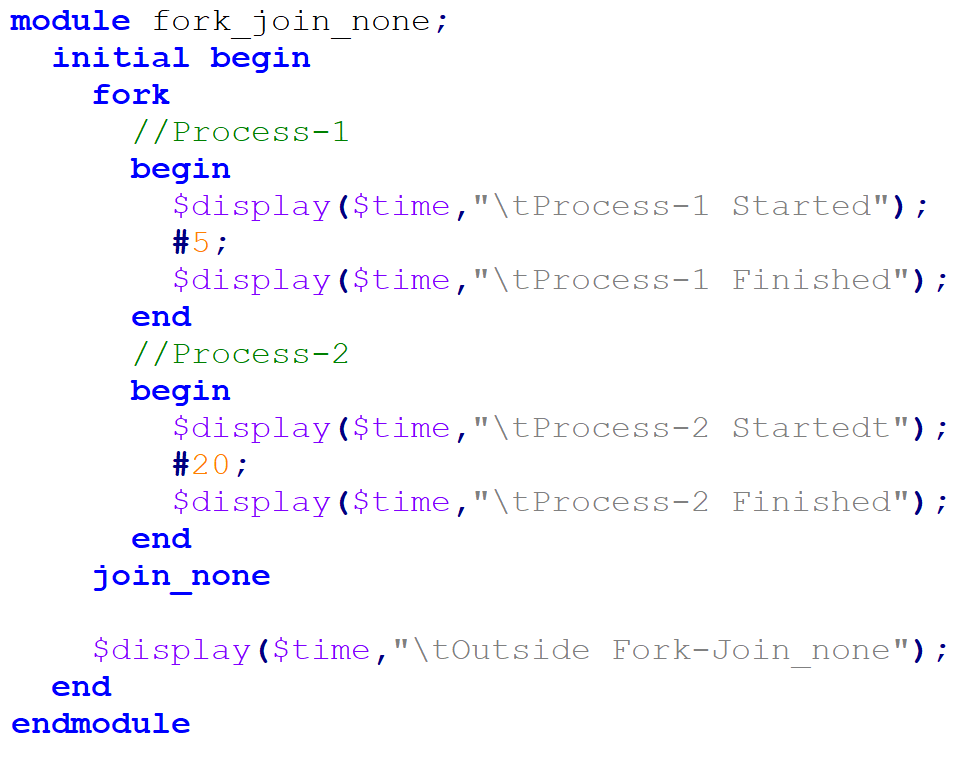 module fork_join_none;
  initial begin
    fork
      //Process-1
      begin
        $display($time,"\tProcess-1 Started");
        #5;
        $display($time,"\tProcess-1 Finished");
      end
      //Process-2
      begin
        $display($time,"\tProcess-2 Startedt");
        #20;
        $display($time,"\tProcess-2 Finished");
      end
    join_none

    $display($time,"\tOutside Fork-Join_none");
  end
endmodule